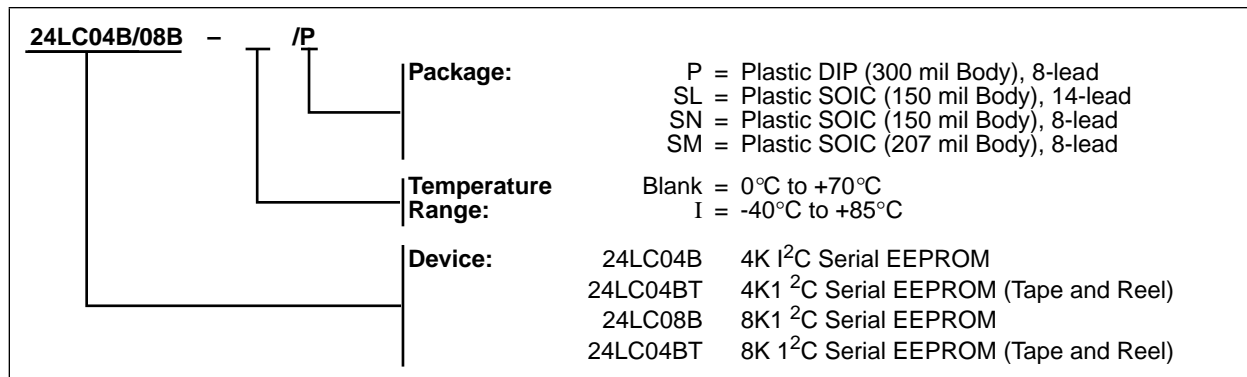 24LC04B/08B – /P
Package: P = Plastic DIP (300 mil Body), 8-lead
SL = Plastic SOIC (150 mil Body), 14-lead
SN = Plastic SOIC (150 mil Body), 8-lead
SM = Plastic SOIC (207 mil Body), 8-lead
Temperature Blank = 0°C to +70°C
Range: I = -40°C to +85°C
Device: 24LC04B 4K I²C Serial EEPROM
24LC04BT 4K1 ²C Serial EEPROM (Tape and Reel)
24LC08B 8K1 ²C Serial EEPROM
24LC04BT 8K 1²C Serial EEPROM (Tape and Reel)